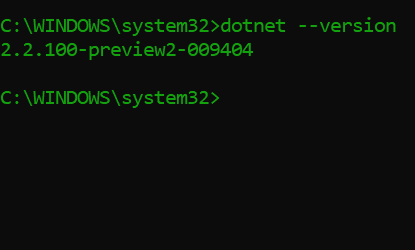 C:\WINDOWS\system32>dotnet --version
2.2.100-preview2-009404
C:\WINDOWS\system32>